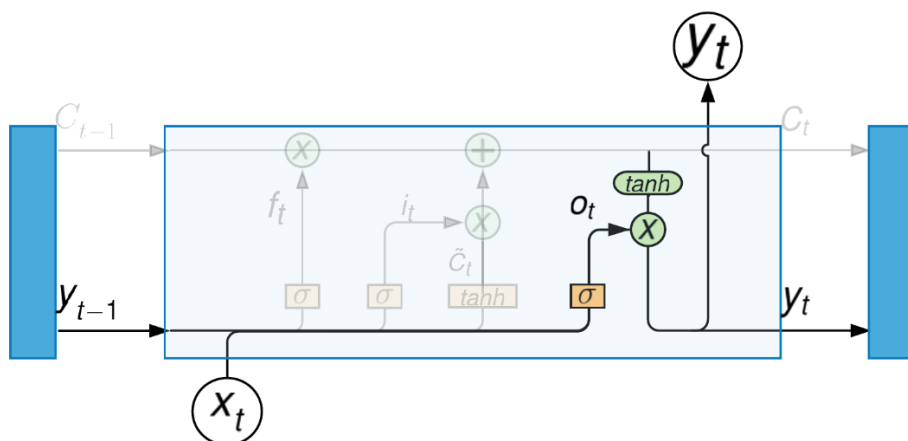 y_t
C_{t-1}
C_t
x
+
tanh
f_t
i_t
x
o_t
x
C̃_t
σ
σ
tanh
σ
y_{t-1}
y_t
x_t